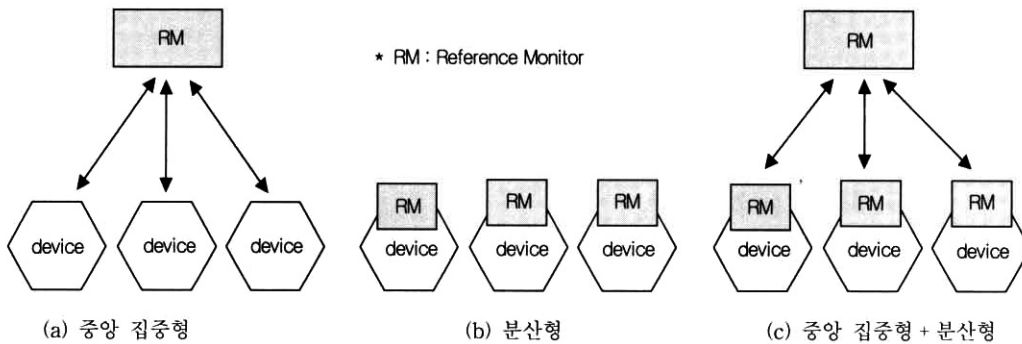 RM
* RM : Reference Monitor
RM
RM
RM
RM
RM
RM
RM
device
device
device
device
device
device
device
device
device
(a) 중앙 집중형
(b) 분산형
(c) 중앙 집중형 + 분산형